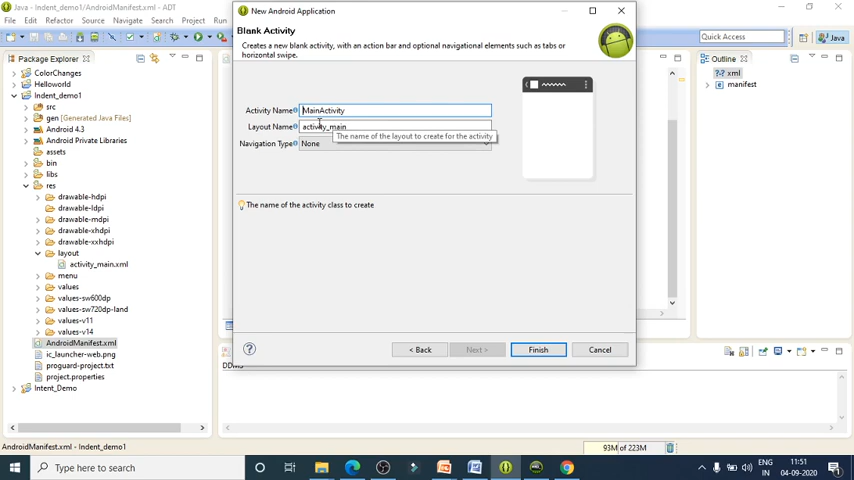 Java - Indent_demo1/AndroidManifest.xml - ADT
File Edit Refactor Source Navigate Search Project Run
Quick Access
Java
Package Explorer
ColorChanges
Helloworld
Indent_demo1
src
gen [Generated Java Files]
Android 4.3
Android Private Libraries
assets
bin
libs
res
drawable-hdpi
drawable-ldpi
drawable-mdpi
drawable-xhdpi
drawable-xxhdpi
layout
activity_main.xml
menu
values
values-sw600dp
values-sw720dp-land
values-v11
values-v14
AndroidManifest.xml
ic_launcher-web.png
proguard-project.txt
project.properties
Indent_Demo
New Android Application
Blank Activity
Creates a new blank activity, with an action bar and optional navigational elements such as tabs or
horizontal swipe.
Activity Name MainActivity
Layout Name activity_main
The name of the layout to create for the activity
Navigation Type None
The name of the activity class to create
< Back Next > Finish Cancel
Outline
?=? xml
manifest
DDMS
AndroidManifest.xml - Indent_demo1
93M of 223M
Type here to search
ENG
IN
11:51
04-09-2020